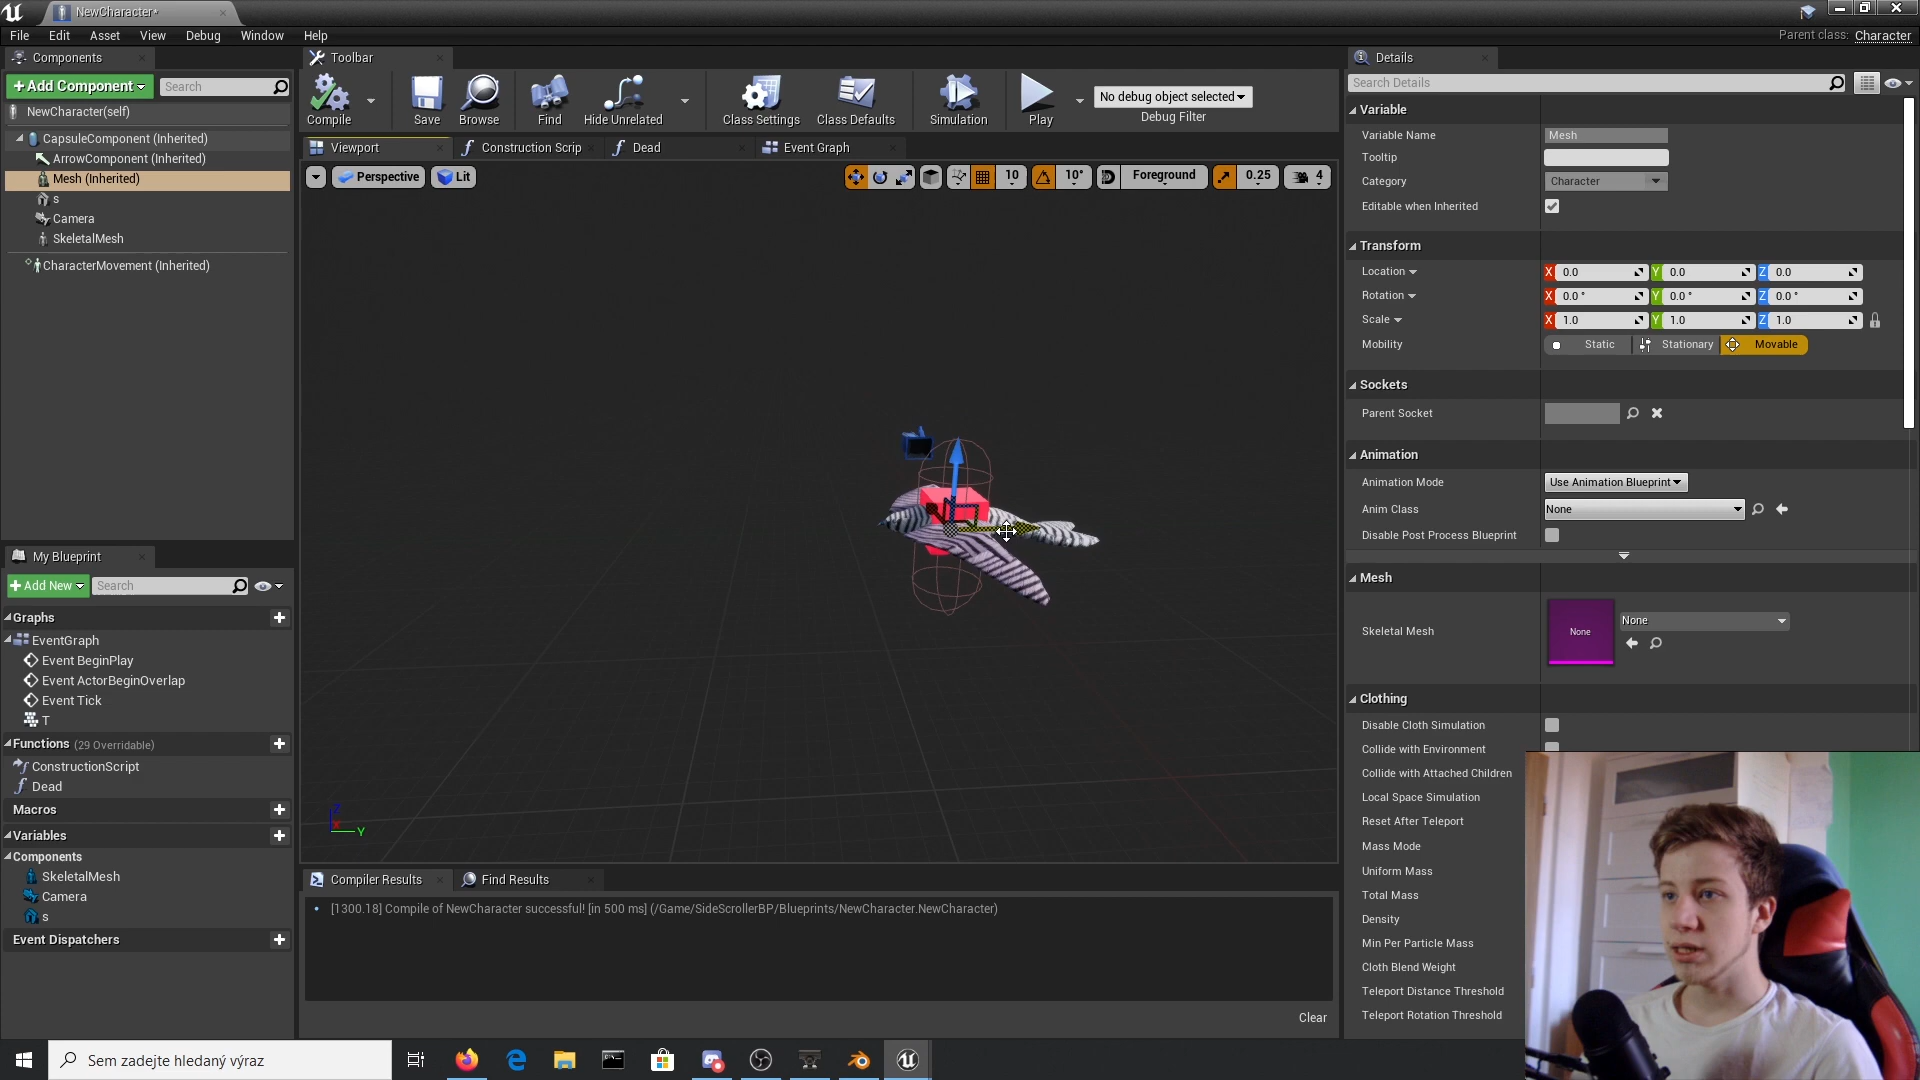 NewCharacter*
File Edit Asset View Debug Window Help
Parent class: Character
Components
+ Add Component
Search
NewCharacter(self)
CapsuleComponent (Inherited)
ArrowComponent (Inherited)
Mesh (Inherited)
s
Camera
SkeletalMesh
CharacterMovement (Inherited)
My Blueprint
+ Add New
Search
Graphs
EventGraph
Event BeginPlay
Event ActorBeginOverlap
Event Tick
T
Functions (29 Overridable)
ConstructionScript
Dead
Macros
Variables
Components
SkeletalMesh
Camera
s
Event Dispatchers
Toolbar
Compile
Save
Browse
Find
Hide Unrelated
Class Settings
Class Defaults
Simulation
Play
No debug object selected
Debug Filter
Viewport
Construction Scrip
Dead
Event Graph
Perspective
Lit
10
10°
Foreground
0.25
4
Z
Y
Compiler Results
Find Results
[1300.18] Compile of NewCharacter successful! [in 500 ms] (/Game/SideScrollerBP/Blueprints/NewCharacter.NewCharacter)
Clear
Details
Search Details
Variable
Variable Name Mesh
Tooltip
Category Character
Editable when Inherited
Transform
Location X 0.0 Y 0.0 Z 0.0
Rotation X 0.0 ° Y 0.0 ° Z 0.0 °
Scale X 1.0 Y 1.0 Z 1.0
Mobility Static Stationary Movable
Sockets
Parent Socket
Animation
Animation Mode Use Animation Blueprint
Anim Class None
Disable Post Process Blueprint
Mesh
Skeletal Mesh None None
Clothing
Disable Cloth Simulation
Collide with Environment
Collide with Attached Children
Local Space Simulation
Reset After Teleport
Mass Mode
Uniform Mass
Total Mass
Density
Min Per Particle Mass
Cloth Blend Weight
Teleport Distance Threshold
Teleport Rotation Threshold
Sem zadejte hledaný výraz